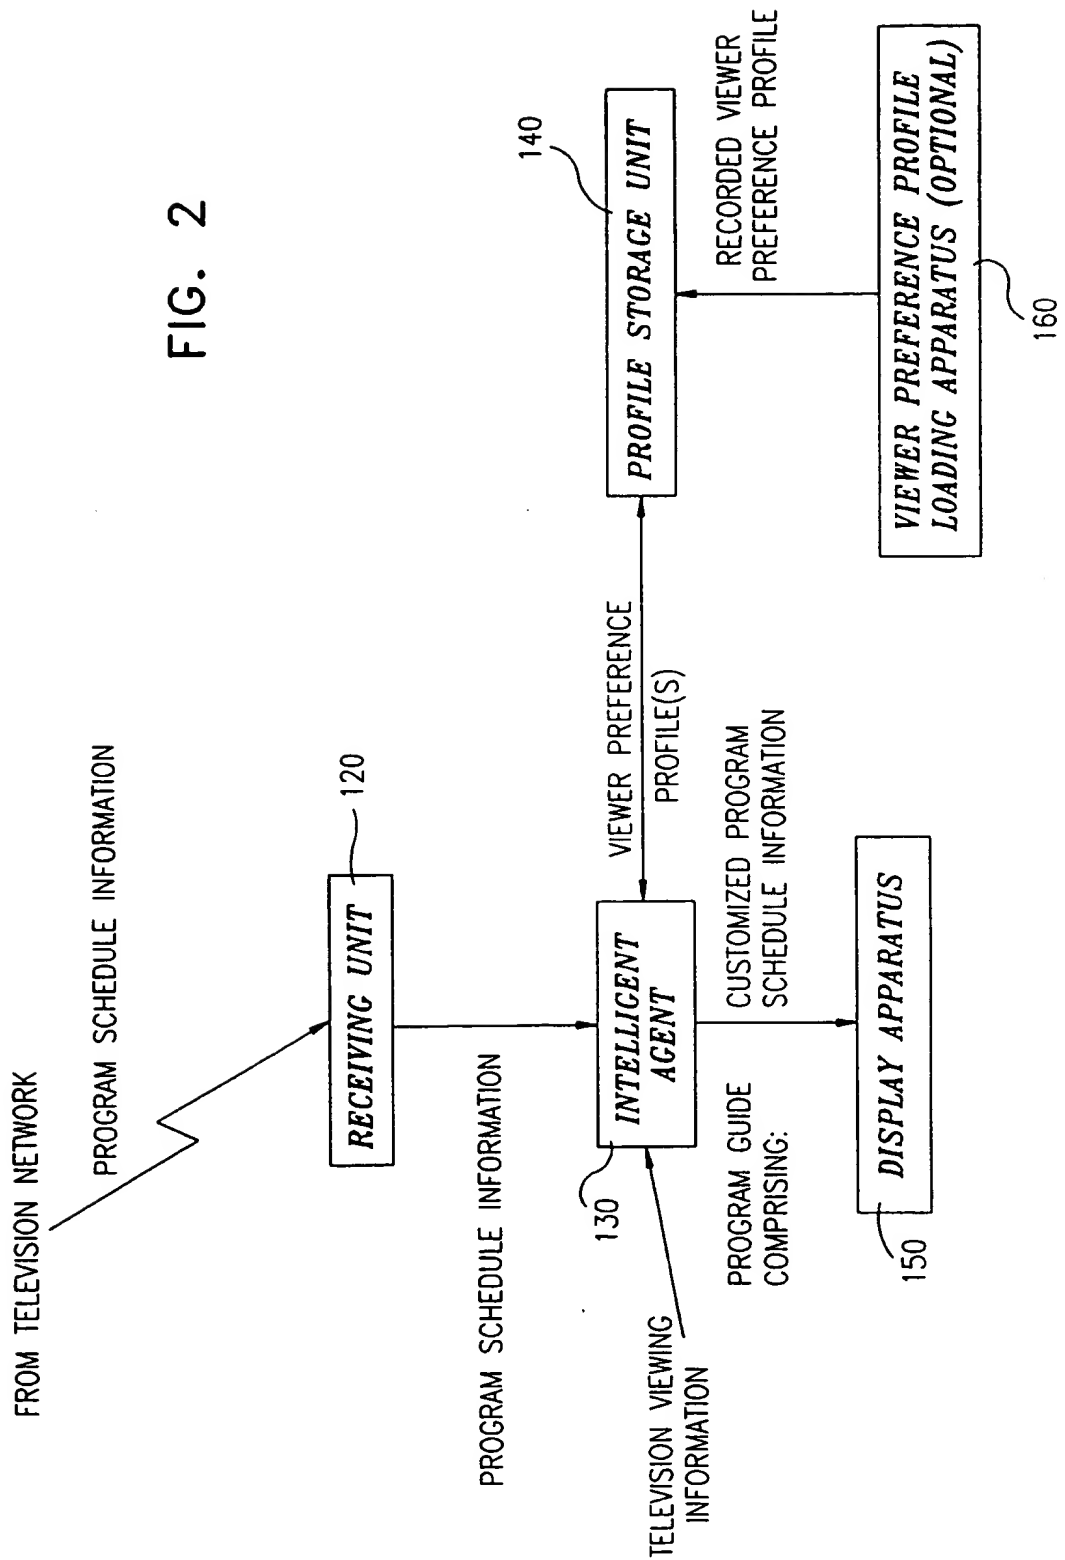 FIG. 2
FROM TELEVISION NETWORK
PROGRAM SCHEDULE INFORMATION
RECEIVING UNIT
120
PROGRAM SCHEDULE INFORMATION
INTELLIGENT
AGENT
130
TELEVISION VIEWING
INFORMATION
VIEWER PREFERENCE
PROFILE(S)
PROFILE STORAGE UNIT
140
RECORDED VIEWER
PREFERENCE PROFILE
VIEWER PREFERENCE PROFILE
LOADING APPARATUS (OPTIONAL)
160
PROGRAM GUIDE
COMPRISING:
CUSTOMIZED PROGRAM
SCHEDULE INFORMATION
DISPLAY APPARATUS
150